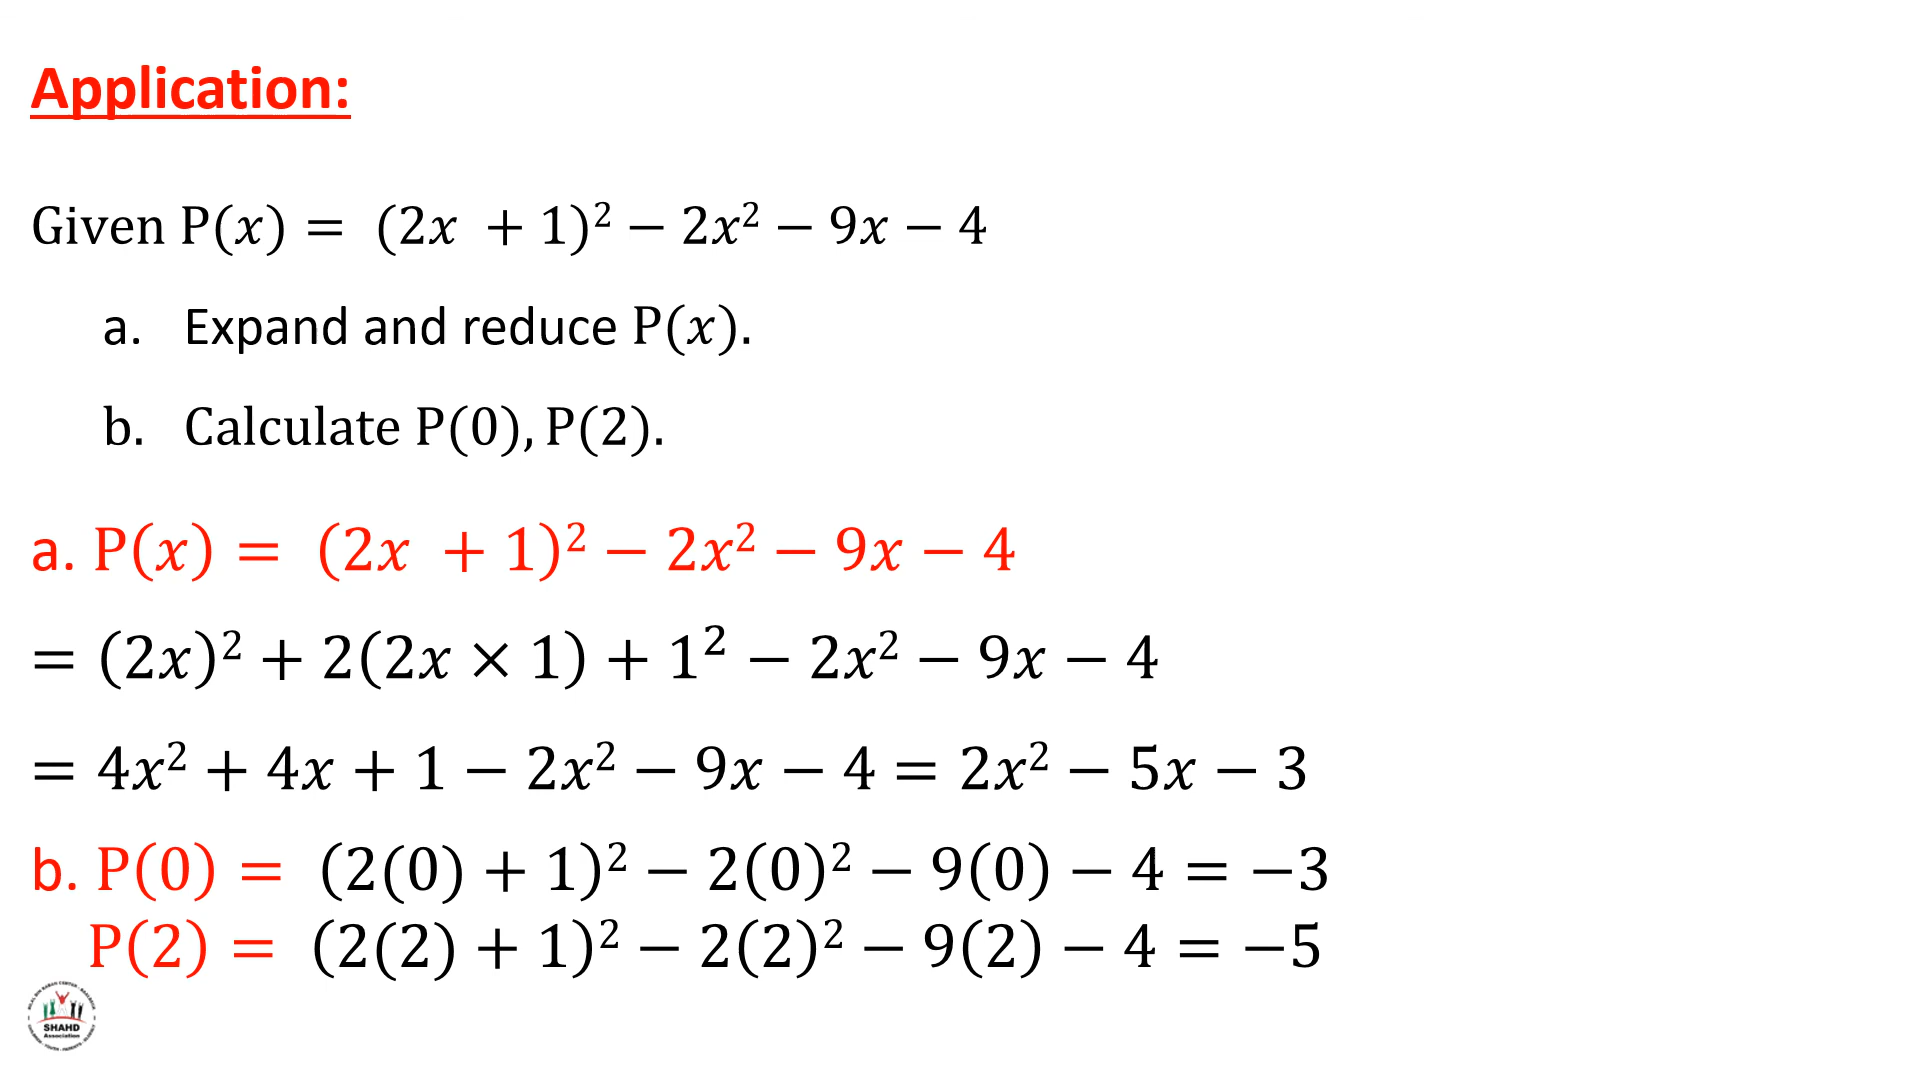 Application:
Given P(x) = (2x + 1)² − 2x² − 9x − 4
a. Expand and reduce P(x).
b. Calculate P(0), P(2).
a. P(x) = (2x + 1)² − 2x² − 9x − 4
= (2x)² + 2(2x × 1) + 1² − 2x² − 9x − 4
= 4x² + 4x + 1 − 2x² − 9x − 4 = 2x² − 5x − 3
b. P(0) = (2(0) + 1)² − 2(0)² − 9(0) − 4 = −3
P(2) = (2(2) + 1)² − 2(2)² − 9(2) − 4 = −5
SHAHD
Association